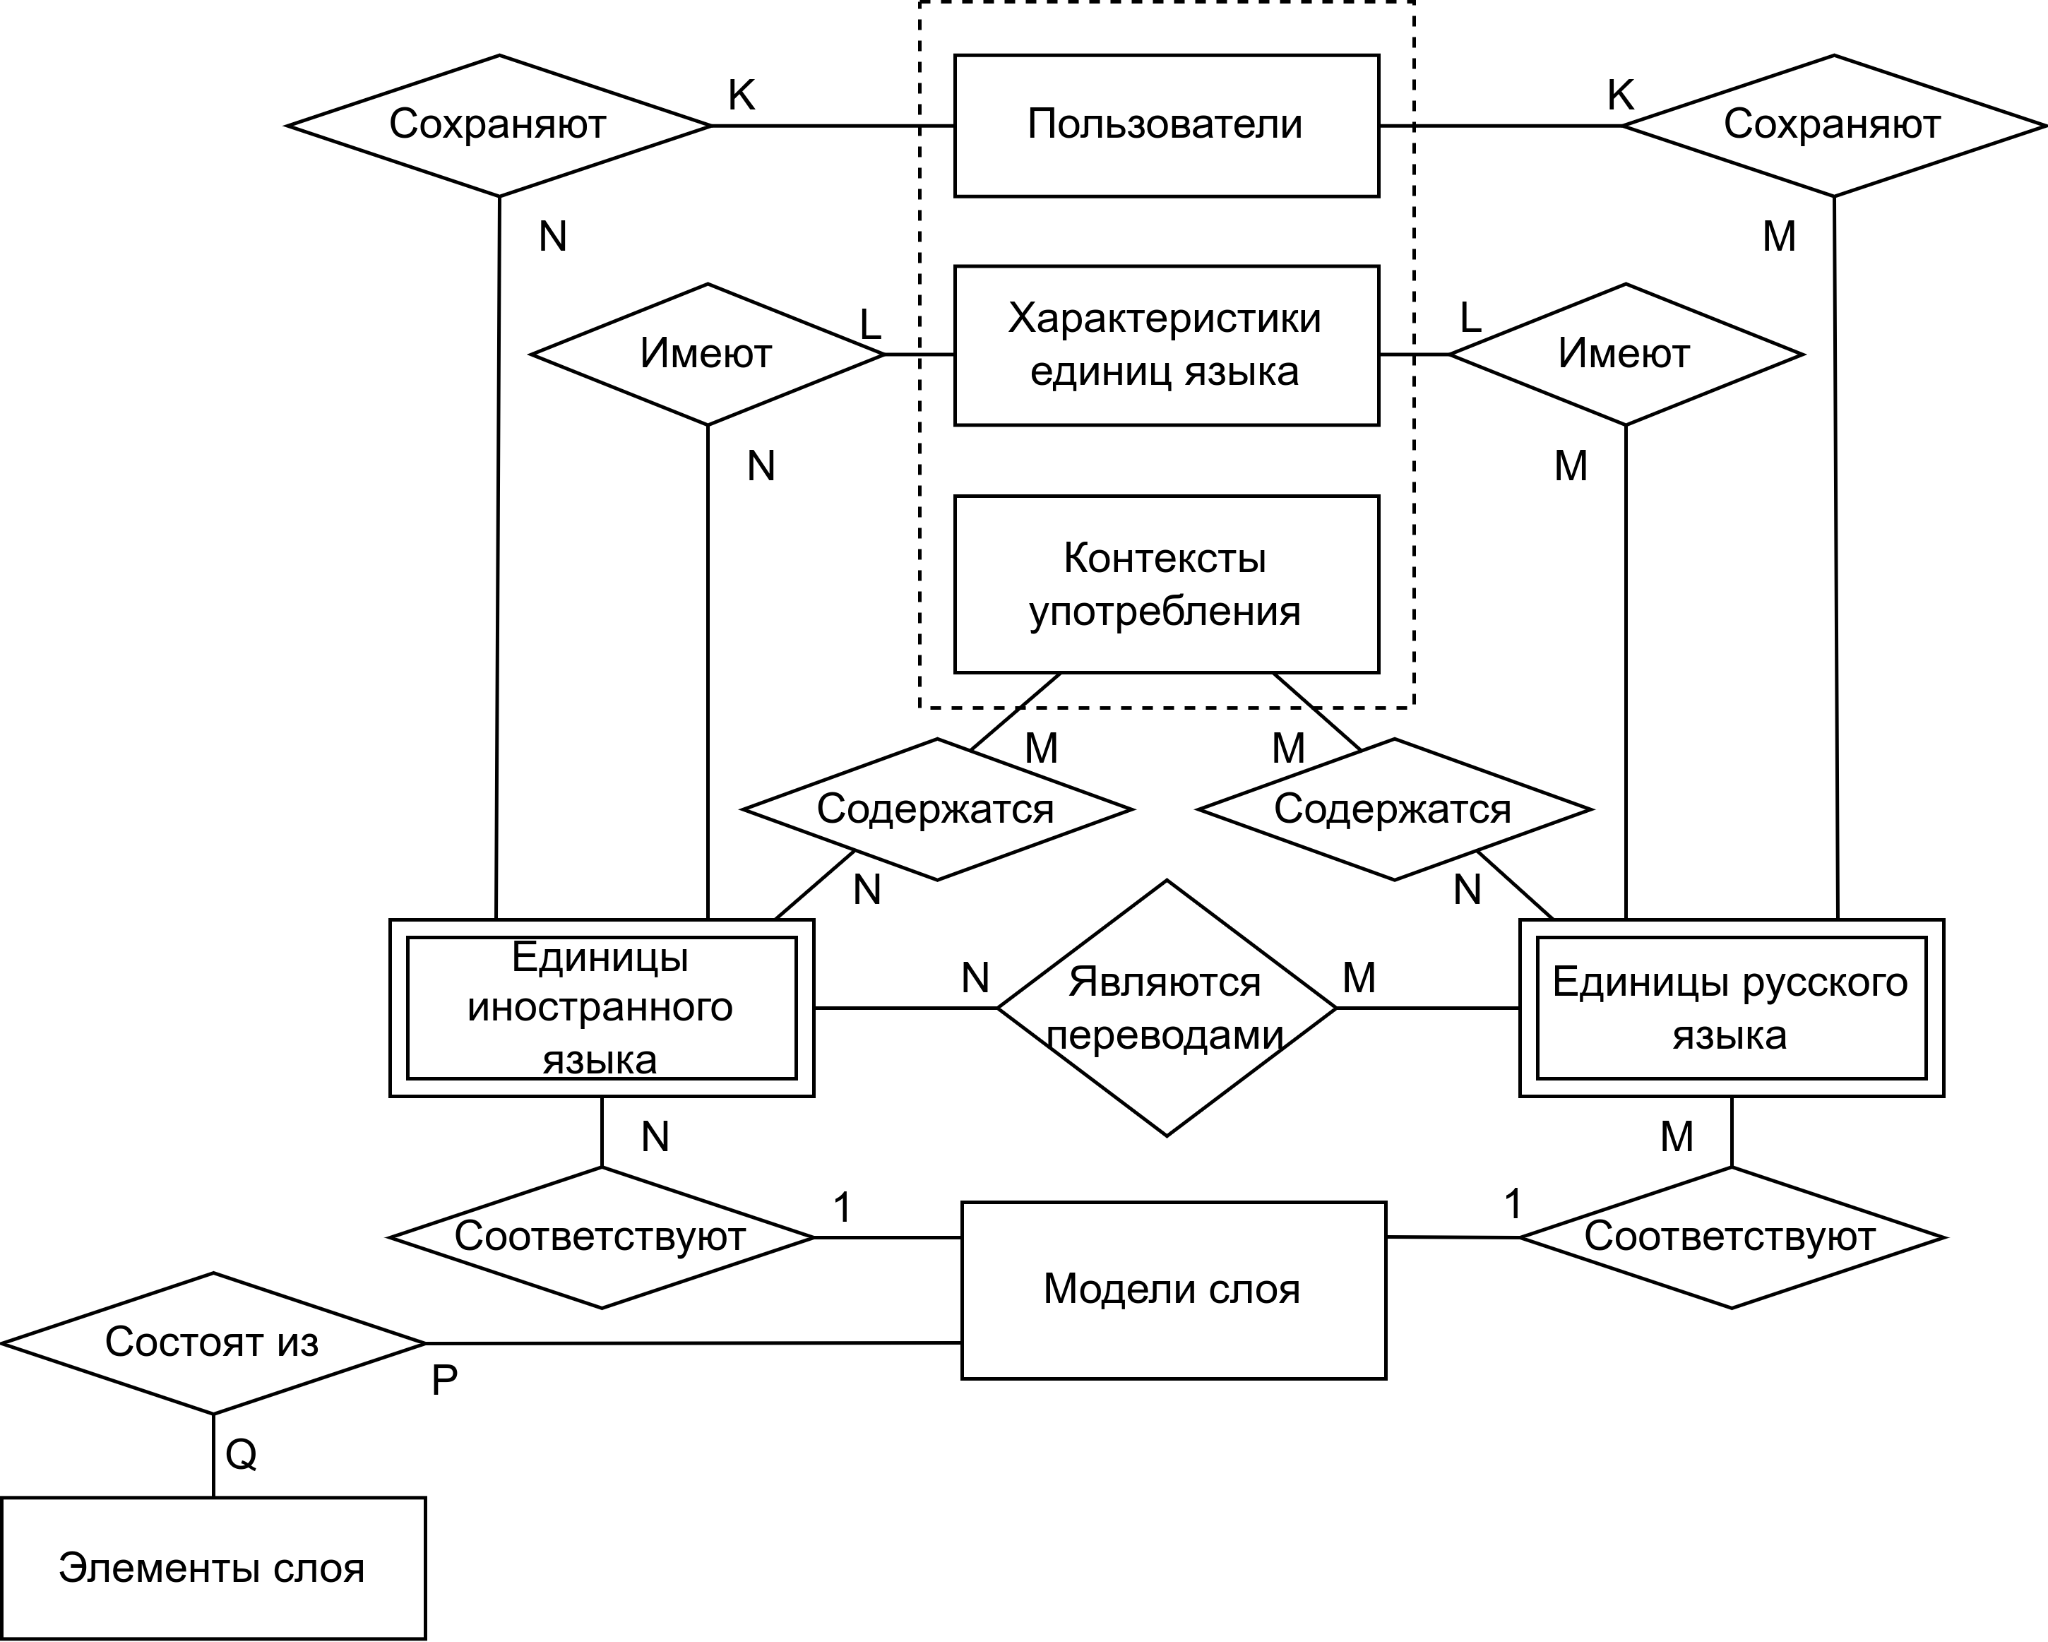 Сохраняют
K
Пользователи
K
Сохраняют
N
M
Имеют
L
Характеристики
единиц языка
L
Имеют
N
M
Контексты
употребления
M
M
Содержатся
Содержатся
N
N
Единицы
иностранного
языка
N
Являются
переводами
M
Единицы русского
языка
N
M
Соответствуют
1
Модели слоя
1
Соответствуют
Состоят из
P
Q
Элементы слоя